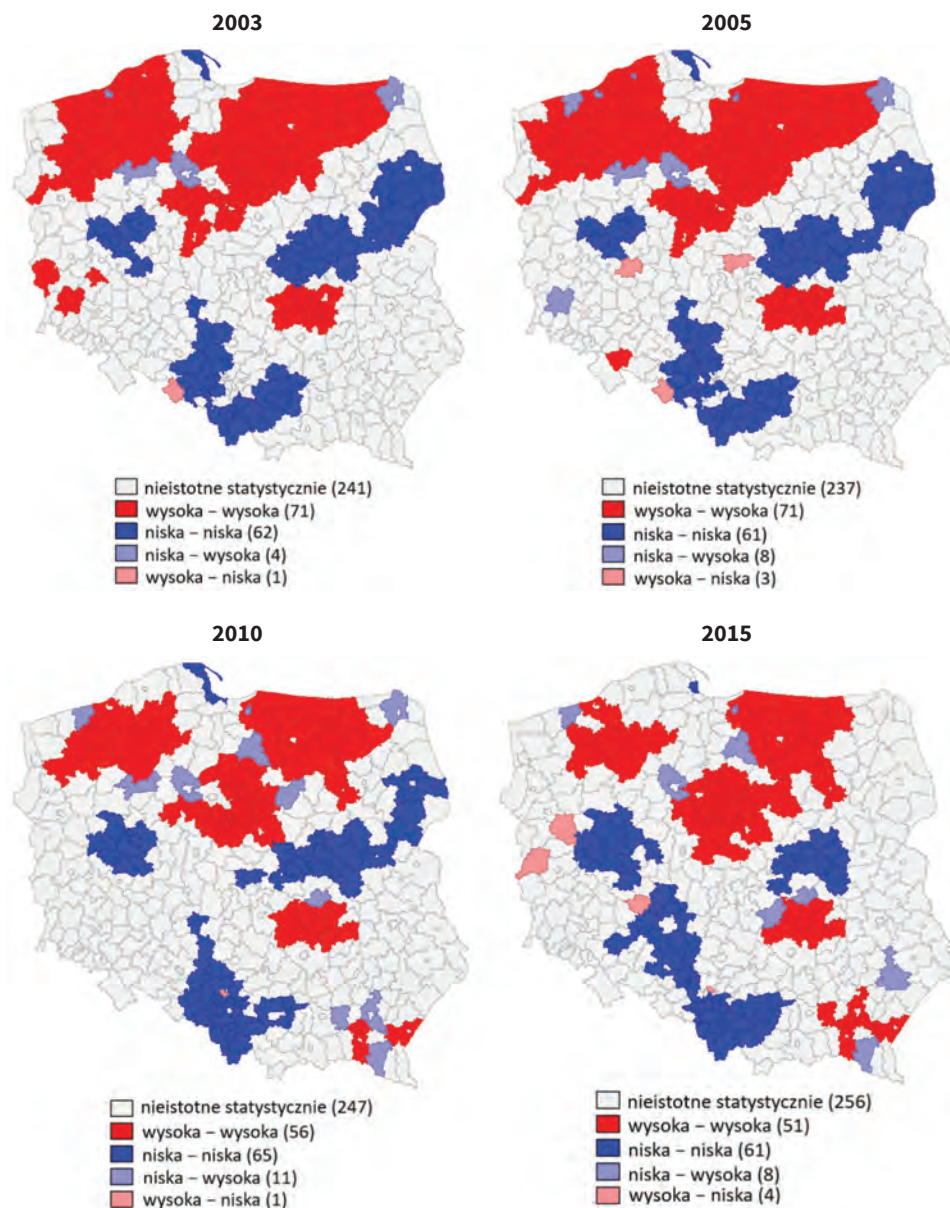 2003
2005
nieistotne statystycznie (241)
wysoka – wysoka (71)
niska – niska (62)
niska – wysoka (4)
wysoka – niska (1)
nieistotne statystycznie (237)
wysoka – wysoka (71)
niska – niska (61)
niska – wysoka (8)
wysoka – niska (3)
2010
2015
nieistotne statystycznie (247)
wysoka – wysoka (56)
niska – niska (65)
niska – wysoka (11)
wysoka – niska (1)
nieistotne statystycznie (256)
wysoka – wysoka (51)
niska – niska (61)
niska – wysoka (8)
wysoka – niska (4)